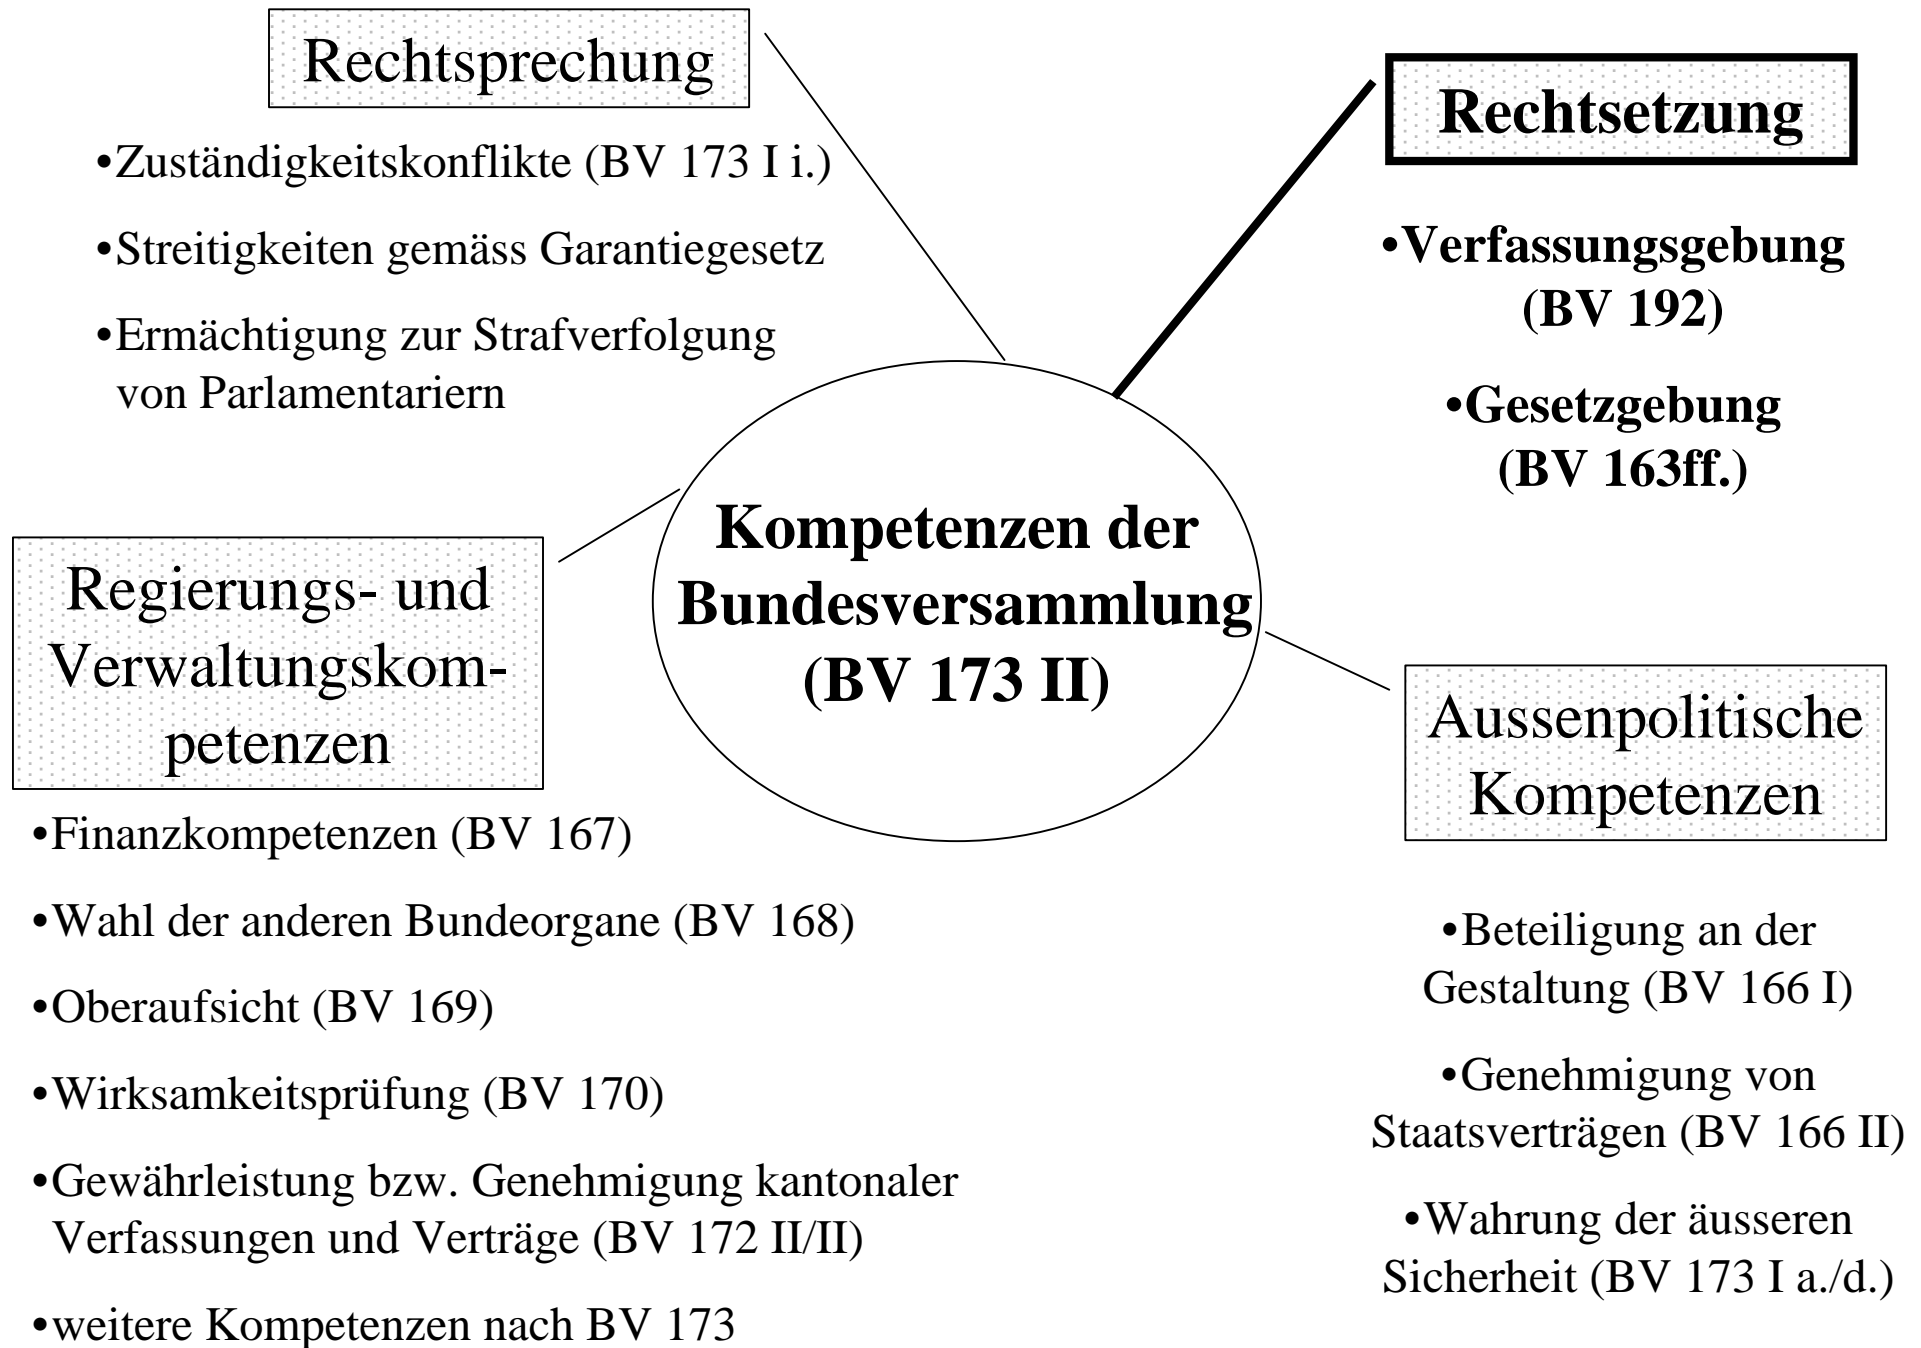 Rechtsprechung
•Zuständigkeitskonflikte (BV 173 I i.)
•Streitigkeiten gemäss Garantiegesetz
•Ermächtigung zur Strafverfolgung
von Parlamentariern
Rechtsetzung
•Verfassungsgebung
(BV 192)
•Gesetzgebung
(BV 163ff.)
Kompetenzen der
Bundesversammlung
(BV 173 II)
Regierungs- und
Verwaltungskom-
petenzen
•Finanzkompetenzen (BV 167)
•Wahl der anderen Bundeorgane (BV 168)
•Oberaufsicht (BV 169)
•Wirksamkeitsprüfung (BV 170)
•Gewährleistung bzw. Genehmigung kantonaler
Verfassungen und Verträge (BV 172 II/II)
•weitere Kompetenzen nach BV 173
Aussenpolitische
Kompetenzen
•Beteiligung an der
Gestaltung (BV 166 I)
•Genehmigung von
Staatsverträgen (BV 166 II)
•Wahrung der äusseren
Sicherheit (BV 173 I a./d.)